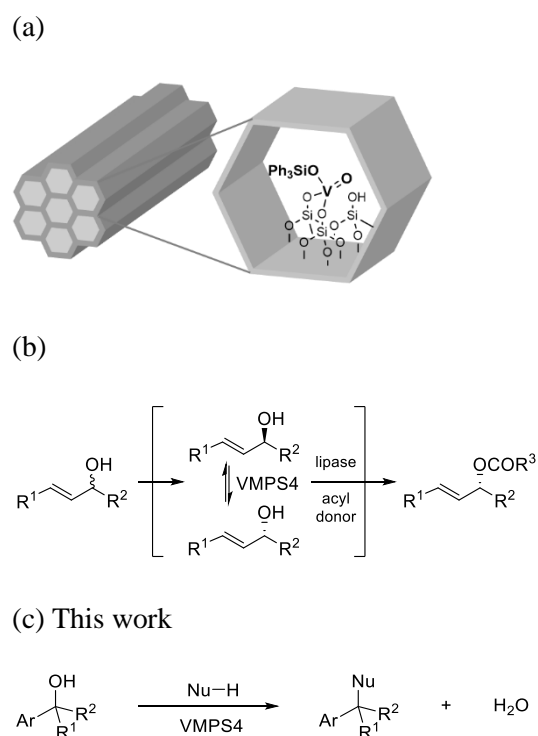 (a)
Ph₃SiO
O
V
O
O
OH
Si
Si
Si
O
O
O
O
O
(b)
OH
R¹
R²
OH
R¹
R²
VMPS4
OH
R¹
R²
lipase
acyl
donor
OCOR³
R¹
R²
(c) This work
OH
Ar
R²
R¹
Nu–H
VMPS4
Nu
Ar
R²
R¹
+
H₂O